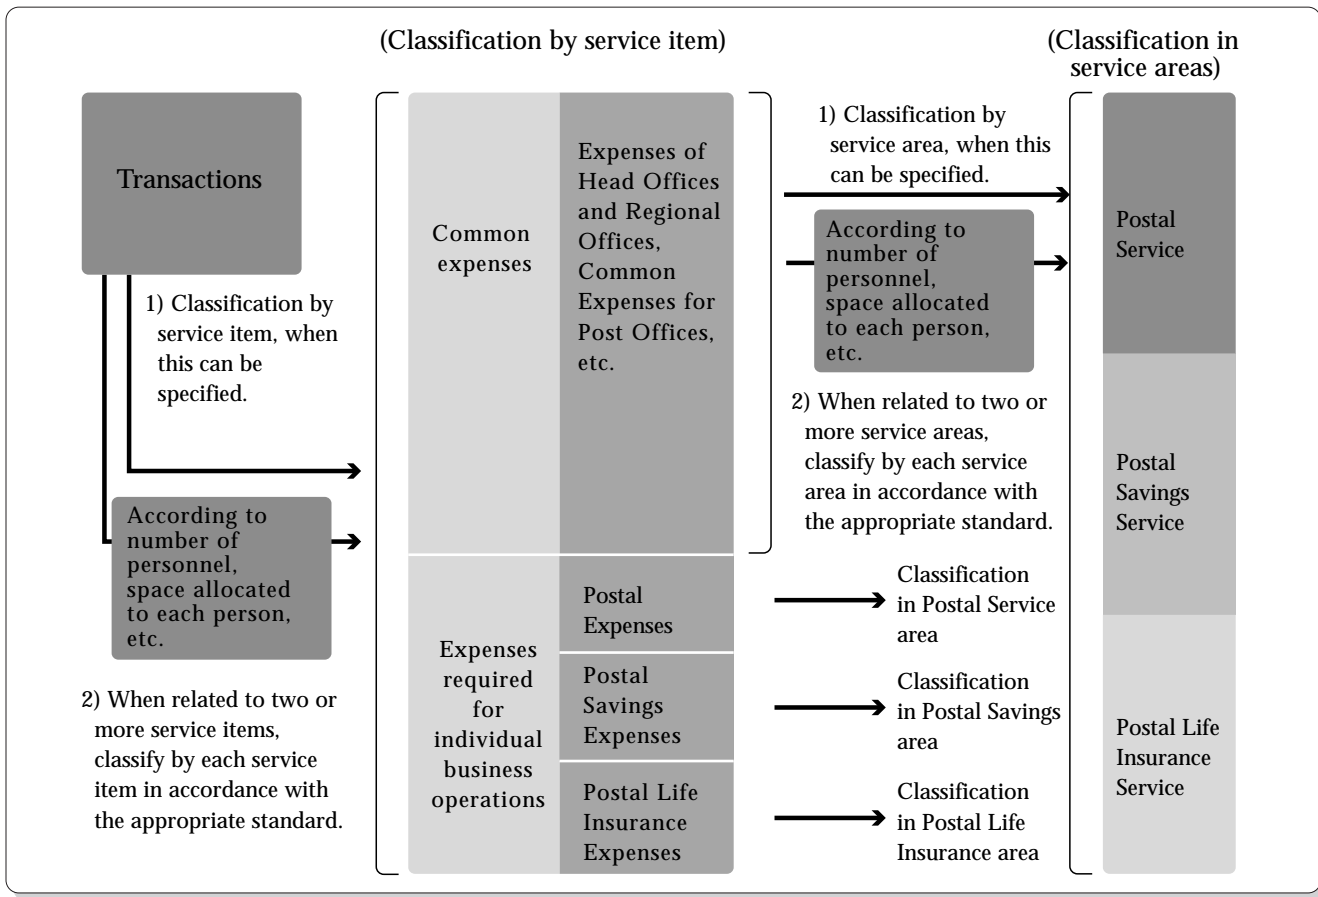 (Classification by service item)
(Classification in
service areas)
Transactions
1) Classification by
service item, when
this can be
specified.
According to
number of
personnel,
space allocated
to each person,
etc.
2) When related to two or
more service items,
classify by each service
item in accordance with
the appropriate standard.
Common
expenses
Expenses of
Head Offices
and Regional
Offices,
Common
Expenses for
Post Offices,
etc.
Expenses
required
for
individual
business
operations
Postal
Expenses
Postal
Savings
Expenses
Postal Life
Insurance
Expenses
1) Classification by
service area, when this
can be specified.
According to
number of
personnel,
space allocated
to each person,
etc.
2) When related to two or
more service areas,
classify by each service
area in accordance with
the appropriate standard.
Classification
in Postal Service
area
Classification
in Postal Savings
area
Classification
in Postal Life
Insurance area
Postal
Service
Postal
Savings
Service
Postal Life
Insurance
Service